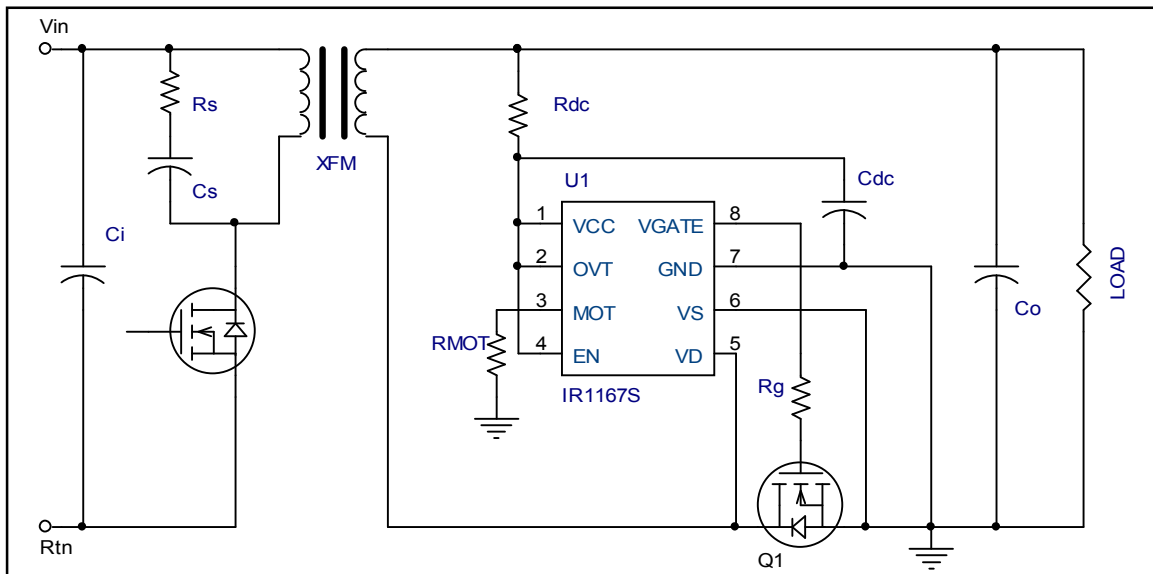 Vin
Rs
Cs
Ci
XFM
Rtn
Rdc
Cdc
U1
1 VCC VGATE 8
2 OVT GND 7
3 MOT VS 6
4 EN VD 5
RMOT
IR1167S
Rg
Q1
Co
LOAD